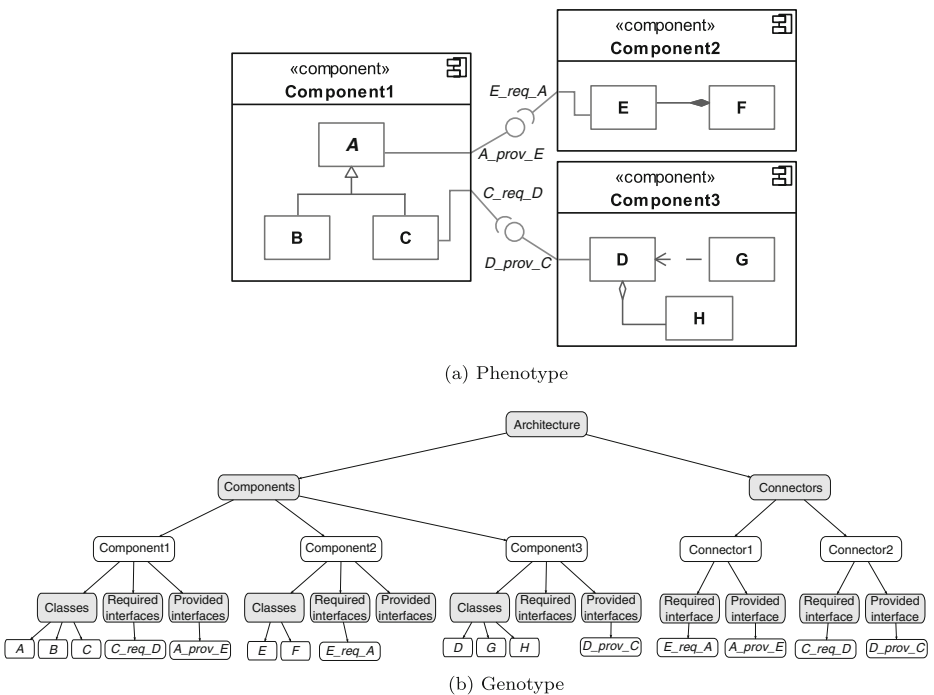 «component»
Component1
A
B
C
E_req_A
A_prov_E
C_req_D
D_prov_C
«component»
Component2
E
F
«component»
Component3
D
G
H
(a) Phenotype
Architecture
Components
Connectors
Component1
Component2
Component3
Connector1
Connector2
Classes
Required
interfaces
Provided
interfaces
Classes
Required
interfaces
Provided
interfaces
Classes
Required
interfaces
Provided
interfaces
Required
interface
Provided
interface
Required
interface
Provided
interface
A
B
C
C_req_D
A_prov_E
E
F
E_req_A
D
G
H
D_prov_C
E_req_A
A_prov_E
C_req_D
D_prov_C
(b) Genotype